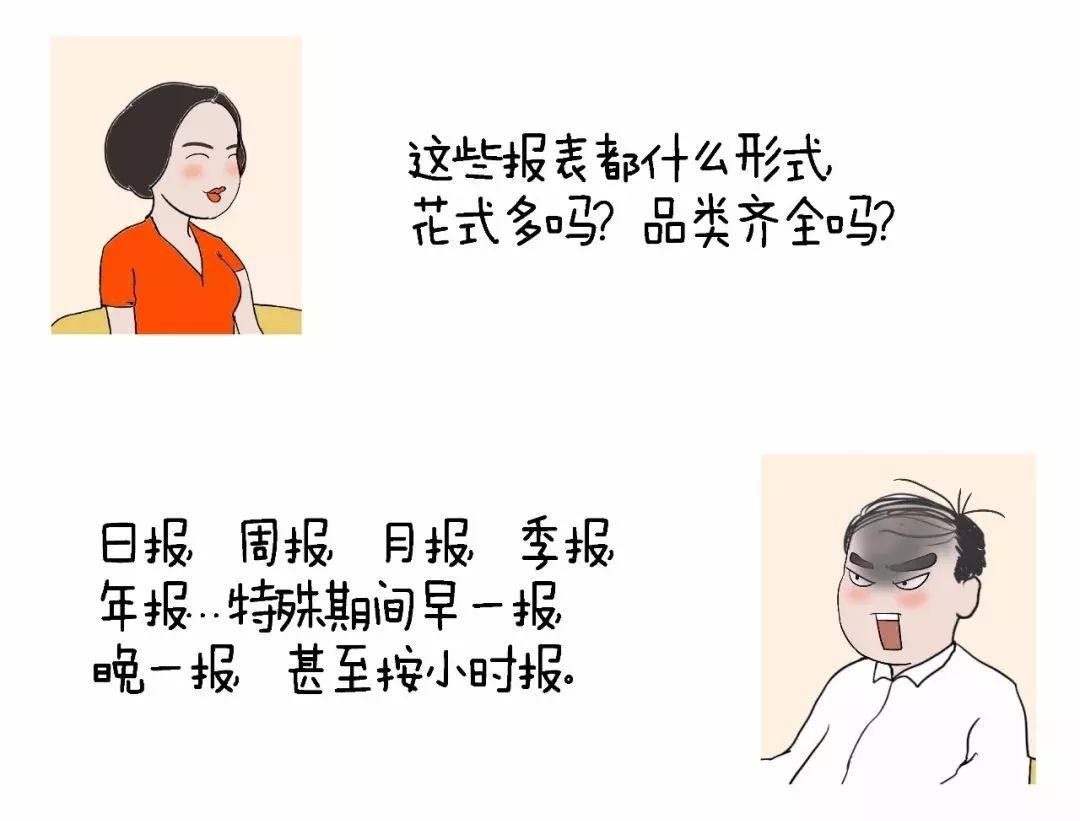 这些报表都什么形式,
花式多吗? 品类齐全吗?
日报, 周报, 月报, 季报,
年报…特殊期间早一报,
晚一报, 甚至按小时报。